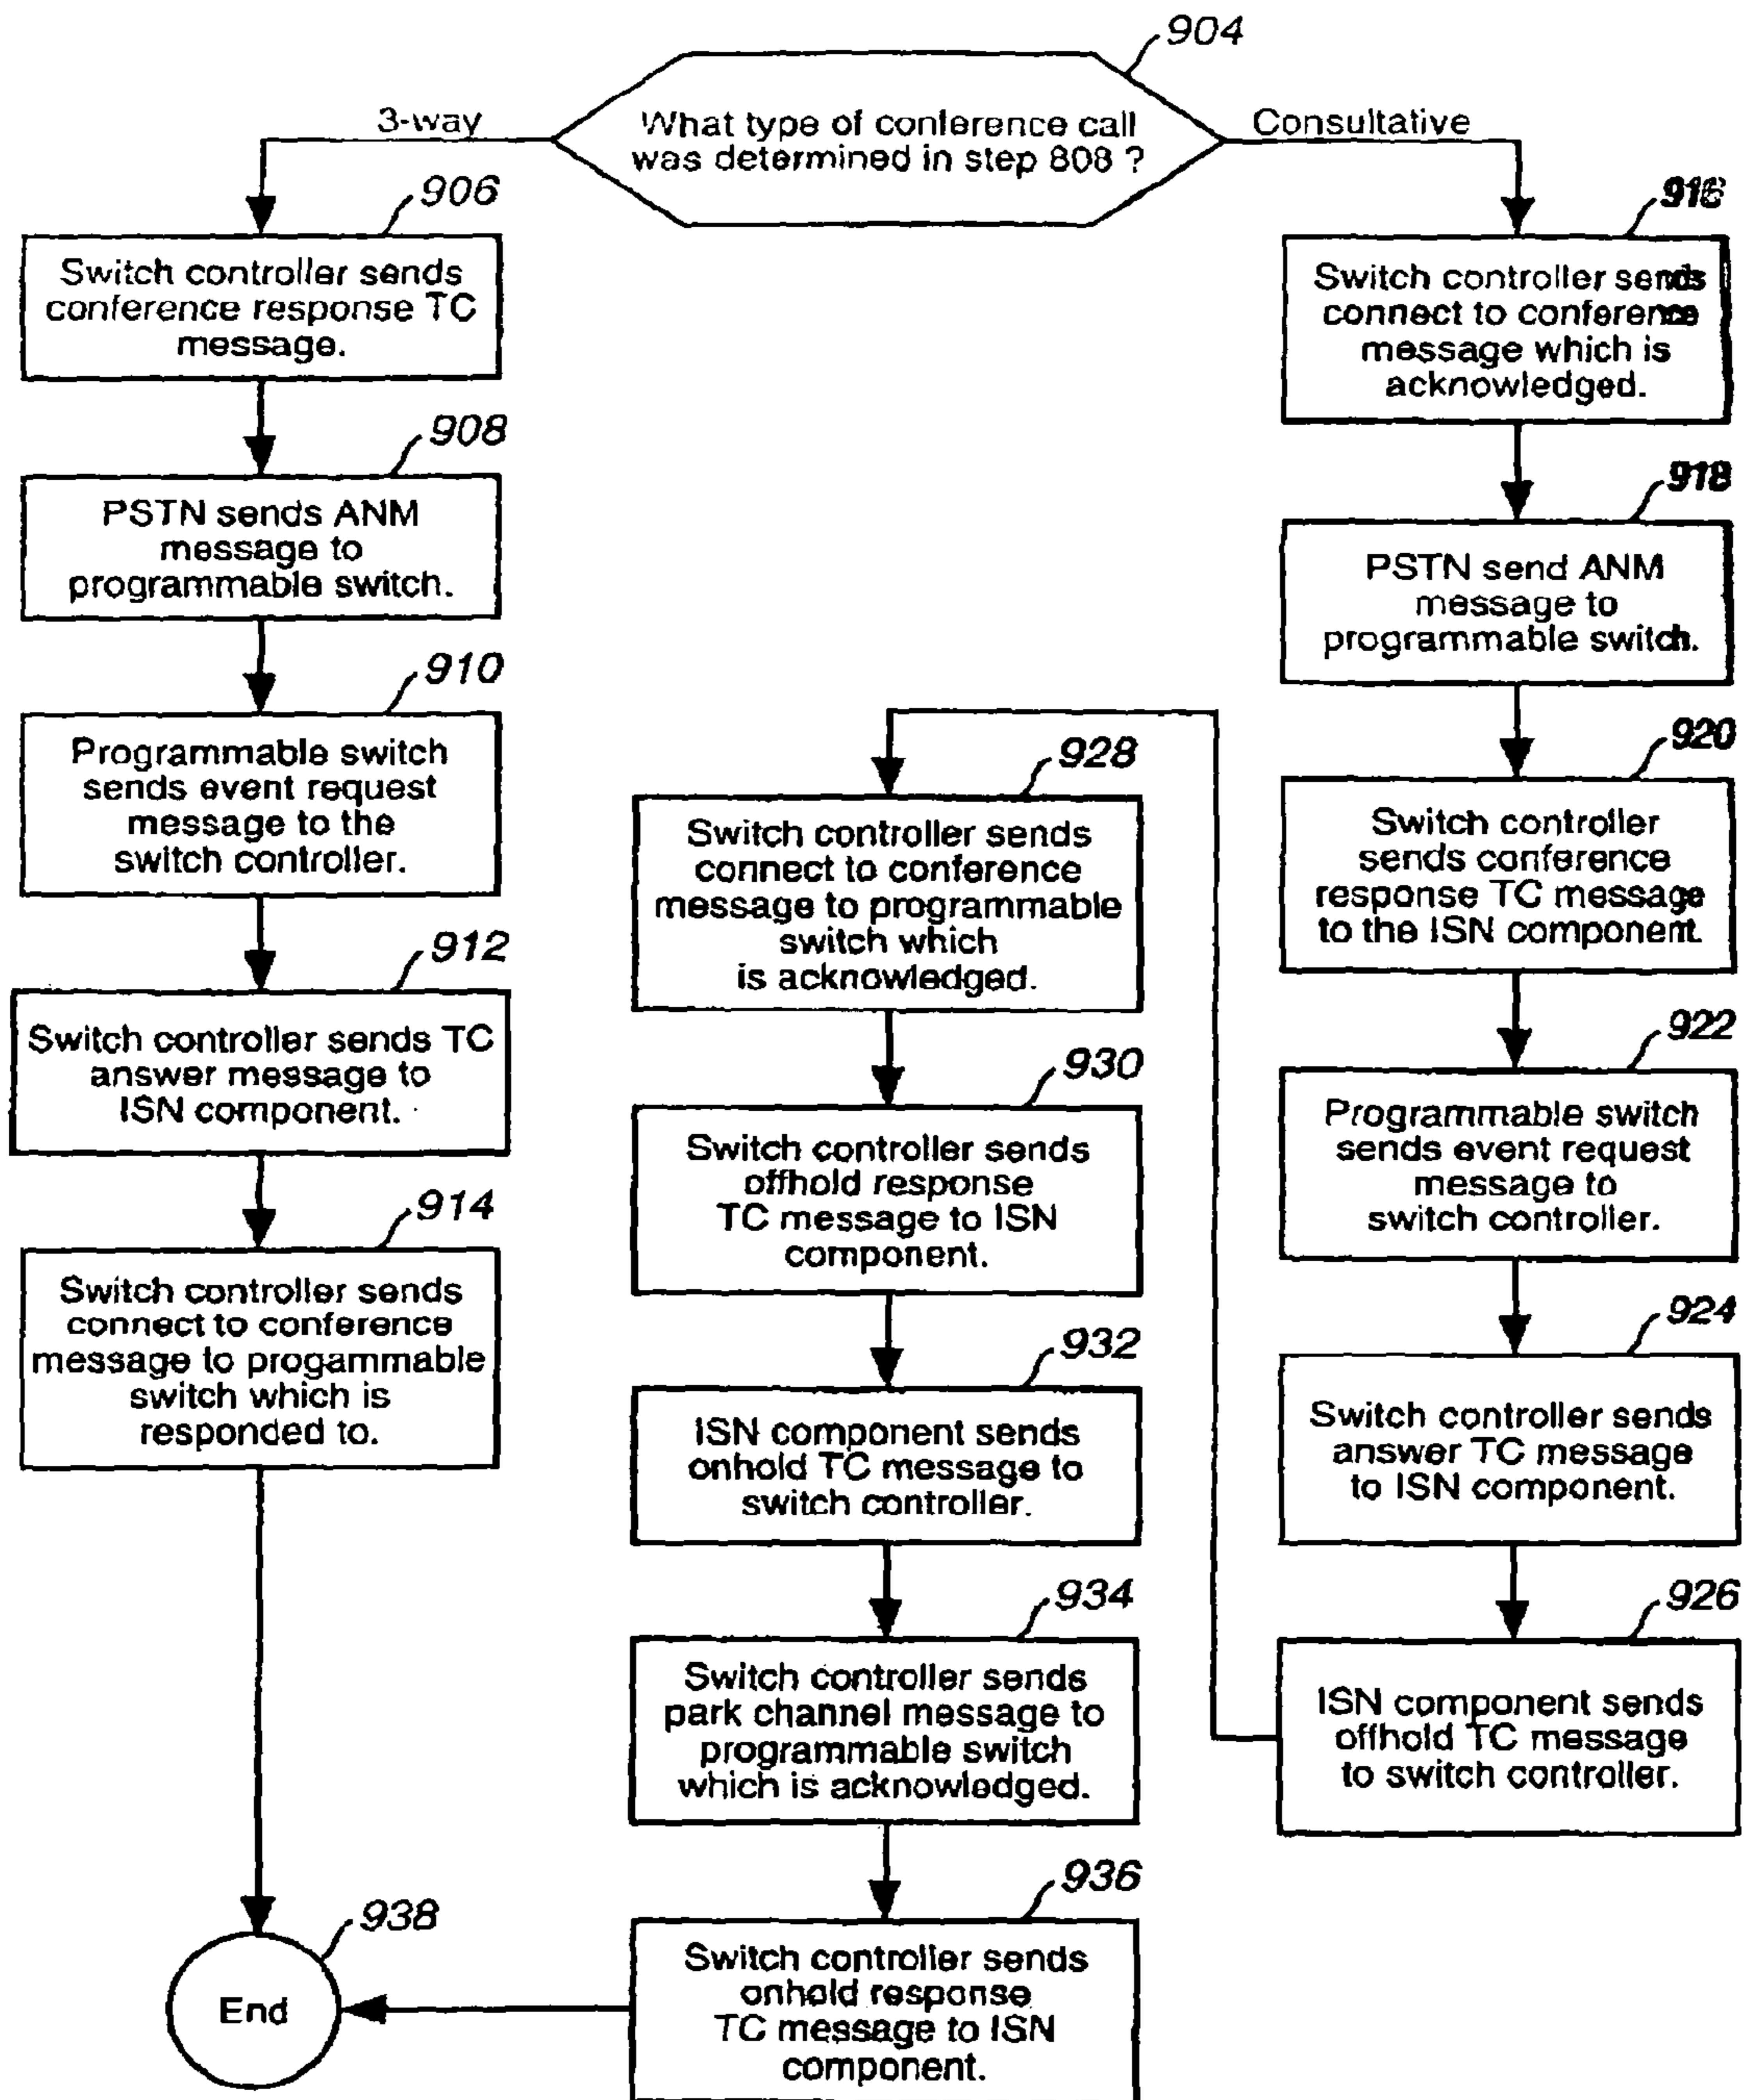 904
3-way
What type of conference call
was determined in step 808 ?
Consultative
906
Switch controller sends
conference response TC
message.
908
PSTN sends ANM
message to
programmable switch.
910
Programmable switch
sends event request
message to the
switch controller.
912
Switch controller sends TC
answer message to
ISN component.
914
Switch controller sends
connect to conference
message to progammable
switch which is
responded to.
938
End
916
Switch controller sends
connect to conference
message which is
acknowledged.
918
PSTN send ANM
message to
programmable switch.
920
Switch controller
sends conference
response TC message
to the ISN component.
922
Programmable switch
sends event request
message to
switch controller.
924
Switch controller sends
answer TC message
to ISN component.
926
ISN component sends
offhold TC message
to switch controller.
928
Switch controller sends
connect to conference
message to programmable
switch which
is acknowledged.
930
Switch controller sends
offhold response
TC message to ISN
component.
932
ISN component sends
onhold TC message to
switch controller.
934
Switch controller sends
park channel message to
programmable switch
which is acknowledged.
936
Switch controller sends
onhold response
TC message to ISN
component.